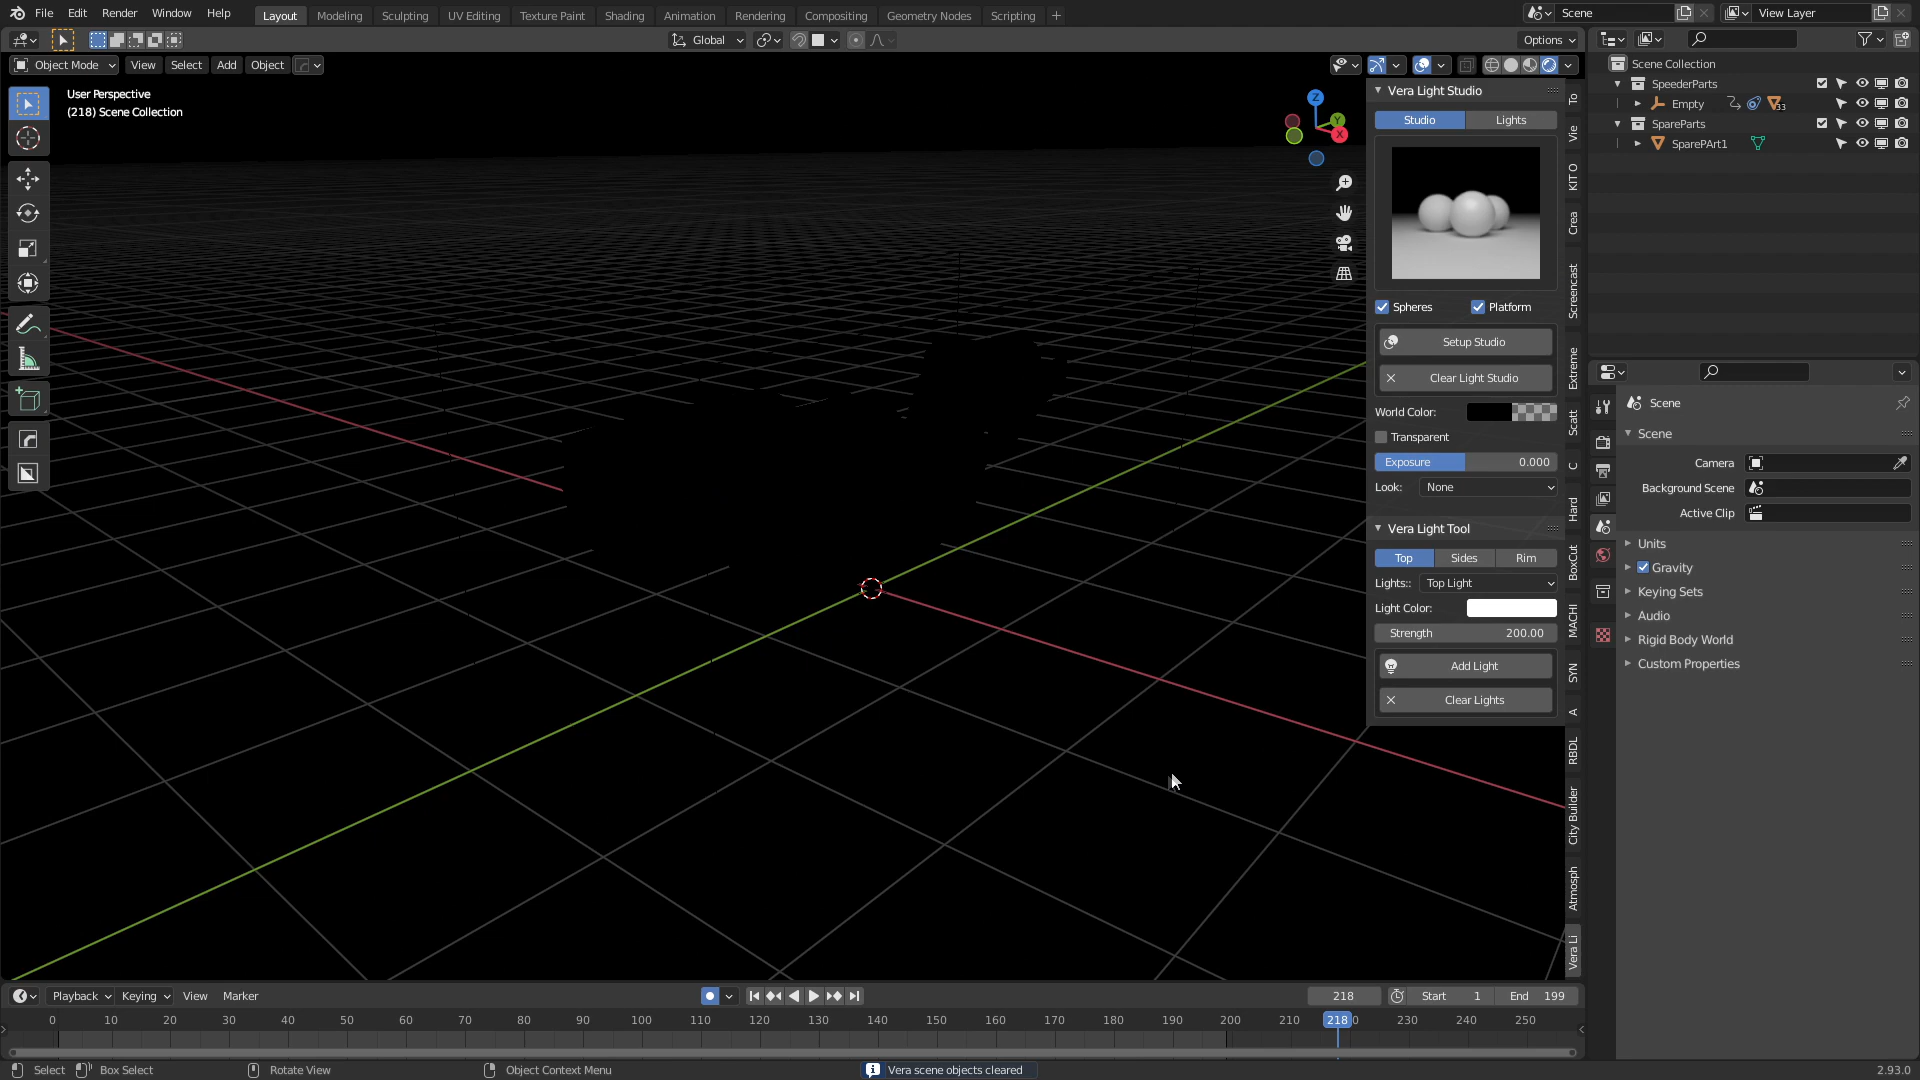 File Edit Render Window Help
Layout Modeling Sculpting UV Editing Texture Paint Shading Animation Rendering Compositing Geometry Nodes Scripting +
Scene
View Layer
Global
Options
Object Mode View Select Add Object
User Perspective
(218) Scene Collection
Z
Y
X
Vera Light Studio
Studio Lights
Spheres Platform
Setup Studio
Clear Light Studio
World Color:
Transparent
Exposure 0.000
Look: None
Vera Light Tool
Top Sides Rim
Lights:: Top Light
Light Color:
Strength 200.00
Add Light
Clear Lights
To
Vie
KIT O
Crea
Screencast
Extreme
Scatt
C
Hard
BoxCut
MACHI
SYN
A
RBDL
City Builder
Atmosph
Vera Li
Scene Collection
SpeederParts
Empty 33
SpareParts
SparePArt1
Scene
Scene
Camera
Background Scene
Active Clip
Units
Gravity
Keying Sets
Audio
Rigid Body World
Custom Properties
Playback Keying View Marker
218 Start 1 End 199
0 10 20 30 40 50 60 70 80 90 100 110 120 130 140 150 160 170 180 190 200 210 218 0 230 240 250
Select Box Select Rotate View Object Context Menu Vera scene objects cleared 2.93.0